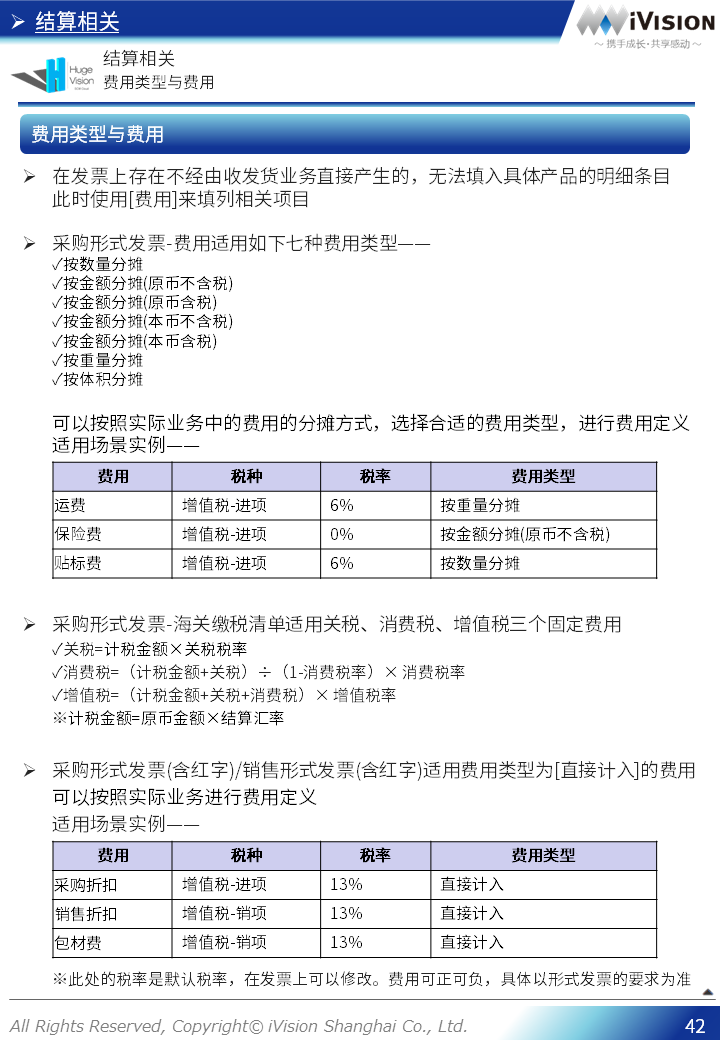 ➢ 结算相关
iVISION
～携手成长·共享感动～
结算相关
Huge
Vision
费用类型与费用
费用类型与费用
➢ 在发票上存在不经由收发货业务直接产生的，无法填入具体产品的明细条目
此时使用[费用]来填列相关项目
➢ 采购形式发票-费用适用如下七种费用类型——
✓按数量分摊
✓按金额分摊(原币不含税)
✓按金额分摊(原币含税)
✓按金额分摊(本币不含税)
✓按金额分摊(本币含税)
✓按重量分摊
✓按体积分摊
可以按照实际业务中的费用的分摊方式，选择合适的费用类型，进行费用定义
适用场景实例——
费用 税种 税率 费用类型
运费 增值税-进项 6% 按重量分摊
保险费 增值税-进项 0% 按金额分摊(原币不含税)
贴标费 增值税-进项 6% 按数量分摊
➢ 采购形式发票-海关缴税清单适用关税、消费税、增值税三个固定费用
✓关税=计税金额×关税税率
✓消费税=（计税金额+关税）÷（1-消费税率）× 消费税率
✓增值税=（计税金额+关税+消费税）× 增值税率
※计税金额=原币金额×结算汇率
➢ 采购形式发票(含红字)/销售形式发票(含红字)适用费用类型为[直接计入]的费用
可以按照实际业务进行费用定义
适用场景实例——
费用 税种 税率 费用类型
采购折扣 增值税-进项 13% 直接计入
销售折扣 增值税-销项 13% 直接计入
包材费 增值税-销项 13% 直接计入
※此处的税率是默认税率，在发票上可以修改。费用可正可负，具体以形式发票的要求为准
All Rights Reserved, Copyright© iVision Shanghai Co., Ltd.
42